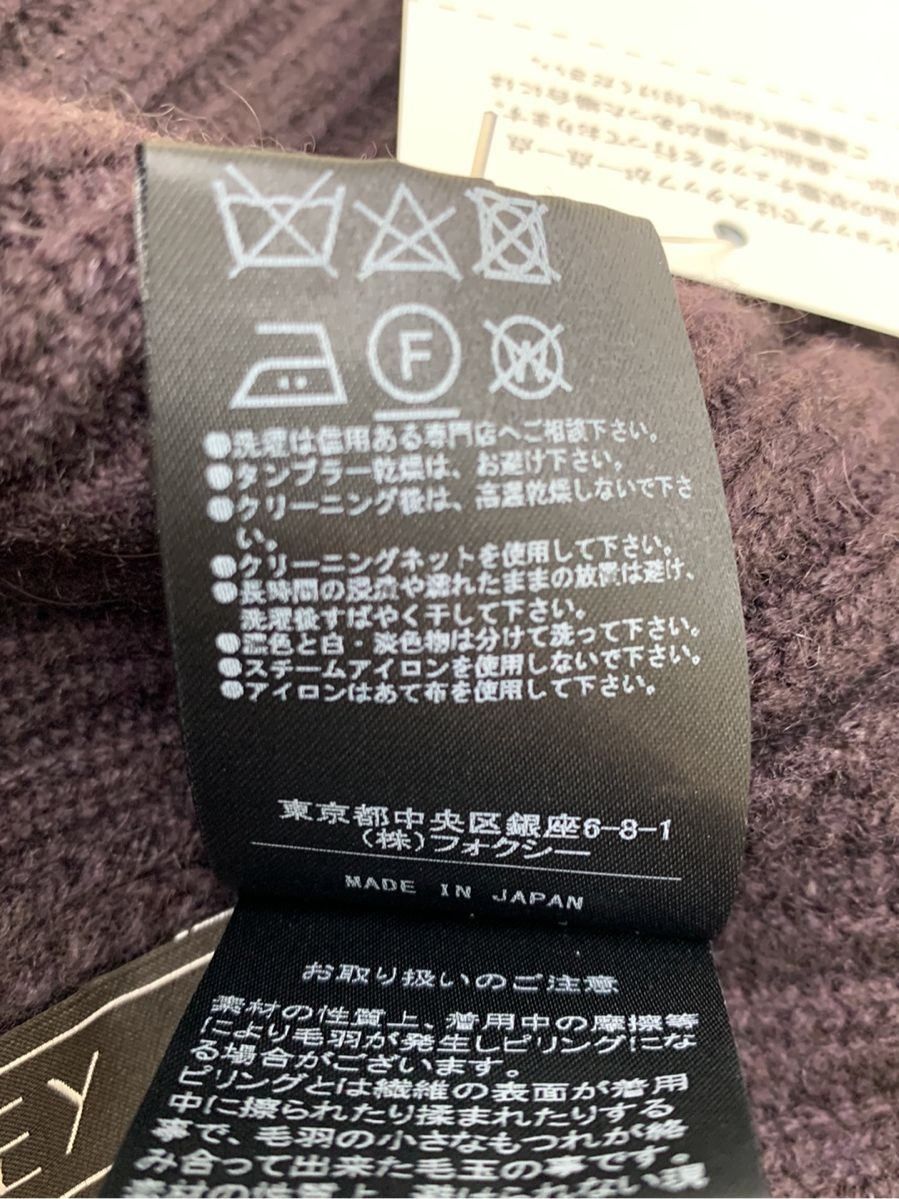 F
W
●洗濯は信用ある専門店へご相談下さい。
●タンブラー乾燥は、お避け下さい。
●クリーニング後は、高温乾燥しないで下さ
い。
●クリーニングネットを使用して下さい。
●長時間の浸漬や濡れたままの放置は避け、
洗濯後すばやく干して下さい。
●濃色と白・淡色物は分けて洗って下さい。
●スチームアイロンを使用しないで下さい。
●アイロンはあて布を使用して下さい。
東京都中央区銀座6-8-1
(株)フォクシー
MADE IN JAPAN
お取り扱いのご注意
素材の性質上、着用中の摩擦等
により毛羽が発生しピリングにな
る場合がございます。
ピリングとは繊維の表面が着用
中に擦られたり揉まれたりする
事で、毛羽の小さなもつれが絡
み合って出来た毛玉の事です。
素材の性質上、避けられない現
EY